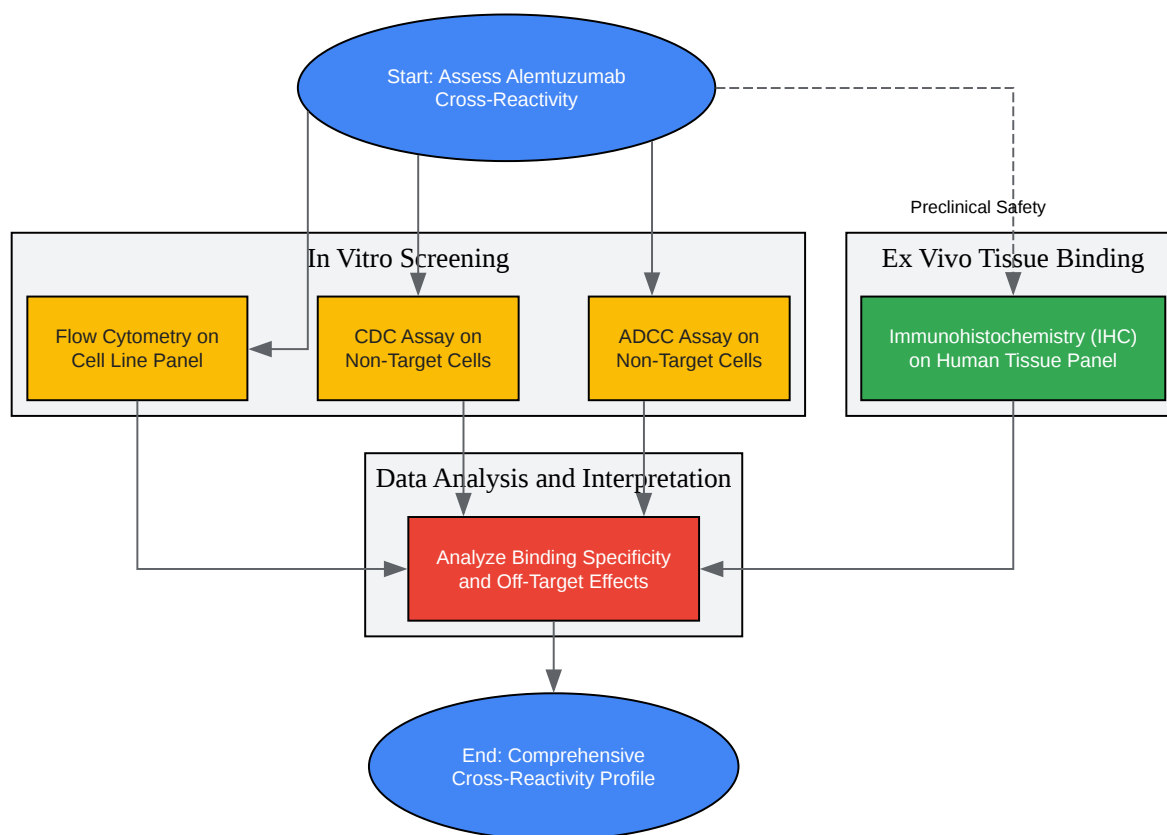 Start: Assess Alemtuzumab
Cross-Reactivity
Preclinical Safety
In Vitro Screening
Ex Vivo Tissue Binding
Flow Cytometry on
Cell Line Panel
CDC Assay on
Non-Target Cells
ADCC Assay on
Non-Target Cells
Immunohistochemistry (IHC)
on Human Tissue Panel
Data Analysis and Interpretation
Analyze Binding Specificity
and Off-Target Effects
End: Comprehensive
Cross-Reactivity Profile